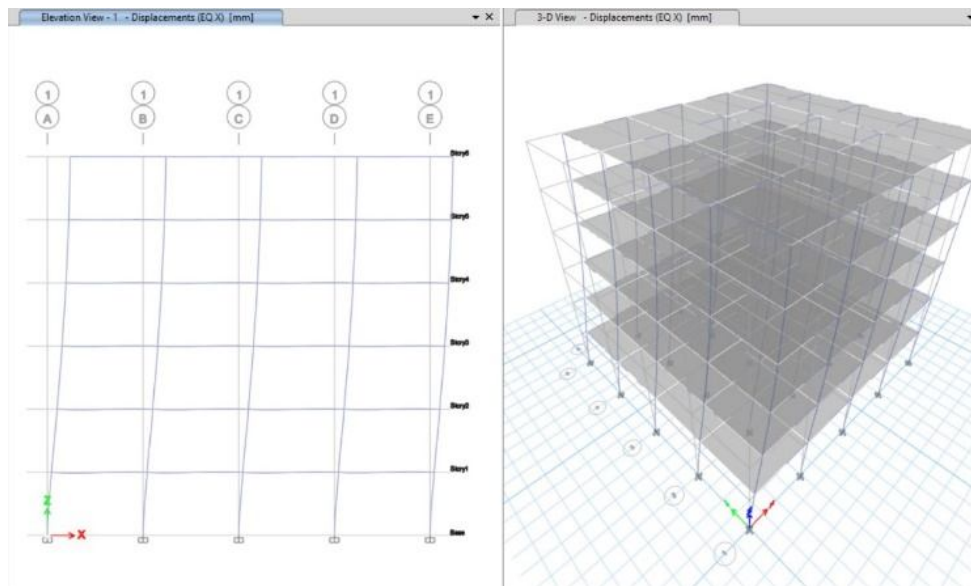 Elevation View - 1 - Displacements (EQ X) [mm]
3-D View - Displacements (EQ X) [mm]
1 1 1 1 1
A B C D E
Story6
Story5
Story4
Story3
Story2
Story1
Z
X
Base